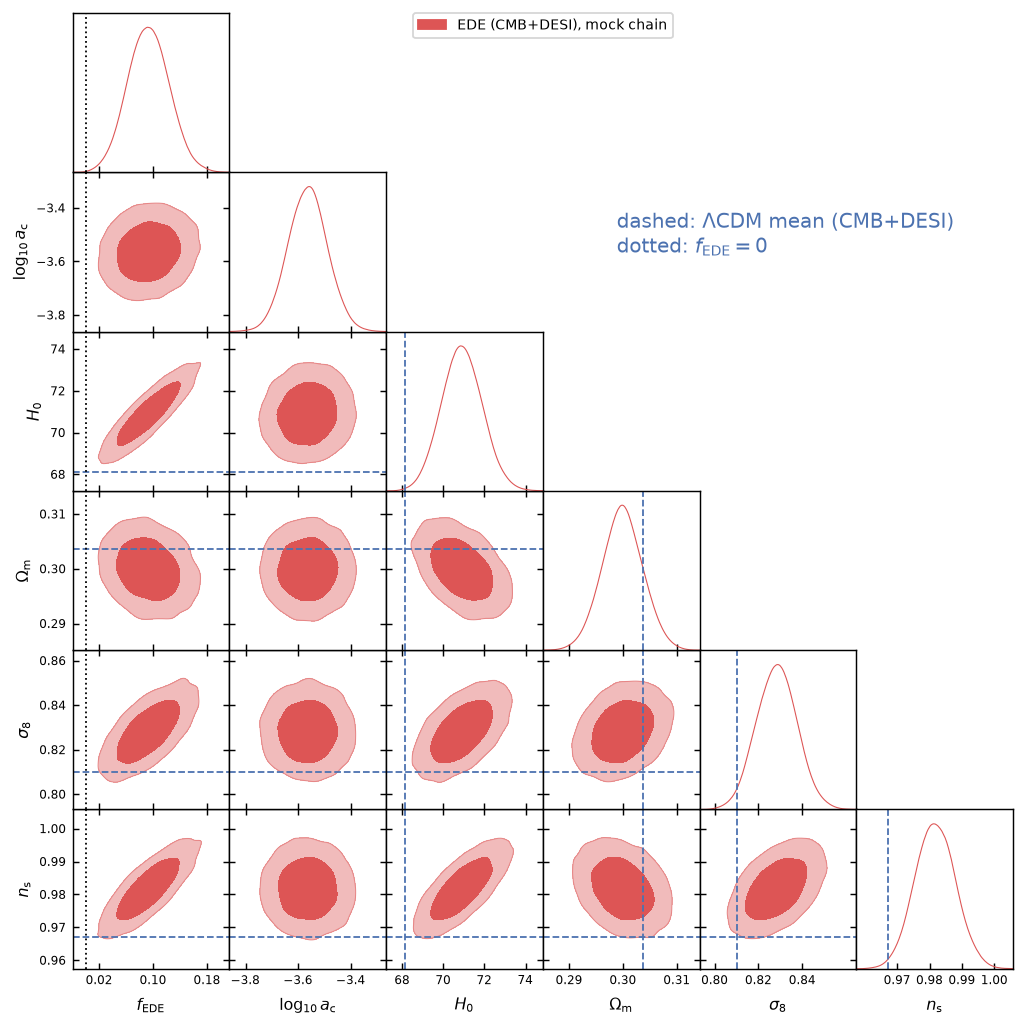 EDE (CMB+DESI), mock chain
dashed: ΛCDM mean (CMB+DESI)
dotted: f_EDE = 0
−3.4
−3.6
−3.8
log₁₀ a_c
74
72
70
68
H₀
0.31
0.30
0.29
Ω_m
0.86
0.84
0.82
0.80
σ₈
1.00
0.99
0.98
0.97
0.96
n_s
0.02 0.10 0.18
−3.8 −3.6 −3.4
68 70 72 74
0.29 0.30 0.31
0.80 0.82 0.84
0.97 0.98 0.99 1.00
f_EDE
log₁₀ a_c
H₀
Ω_m
σ₈
n_s